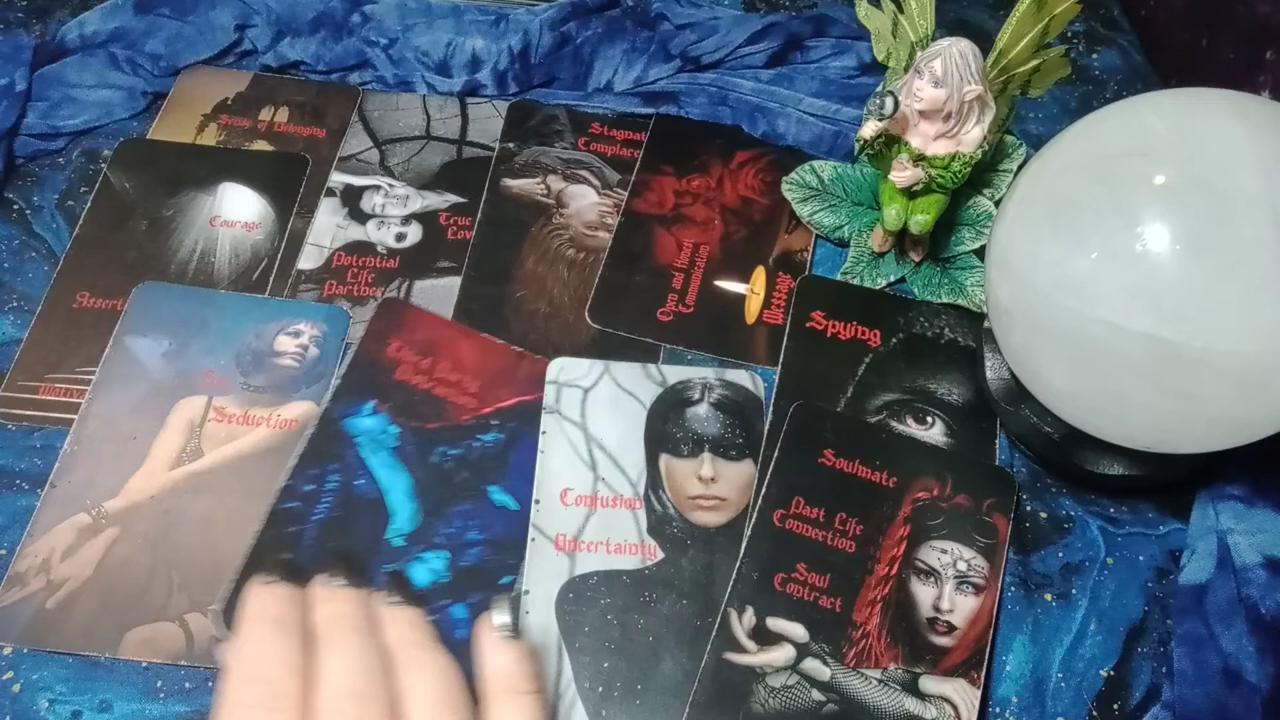 Sense of Belonging
Courage
Assert
Motiva
True
Lov
Potential
Life
Partner
Stagnat
Complace
Open and Honest
Communication
Message
Spying
Seduction
Confusion
Uncertainty
Soulmate
Past Life
Connection
Soul
Contract